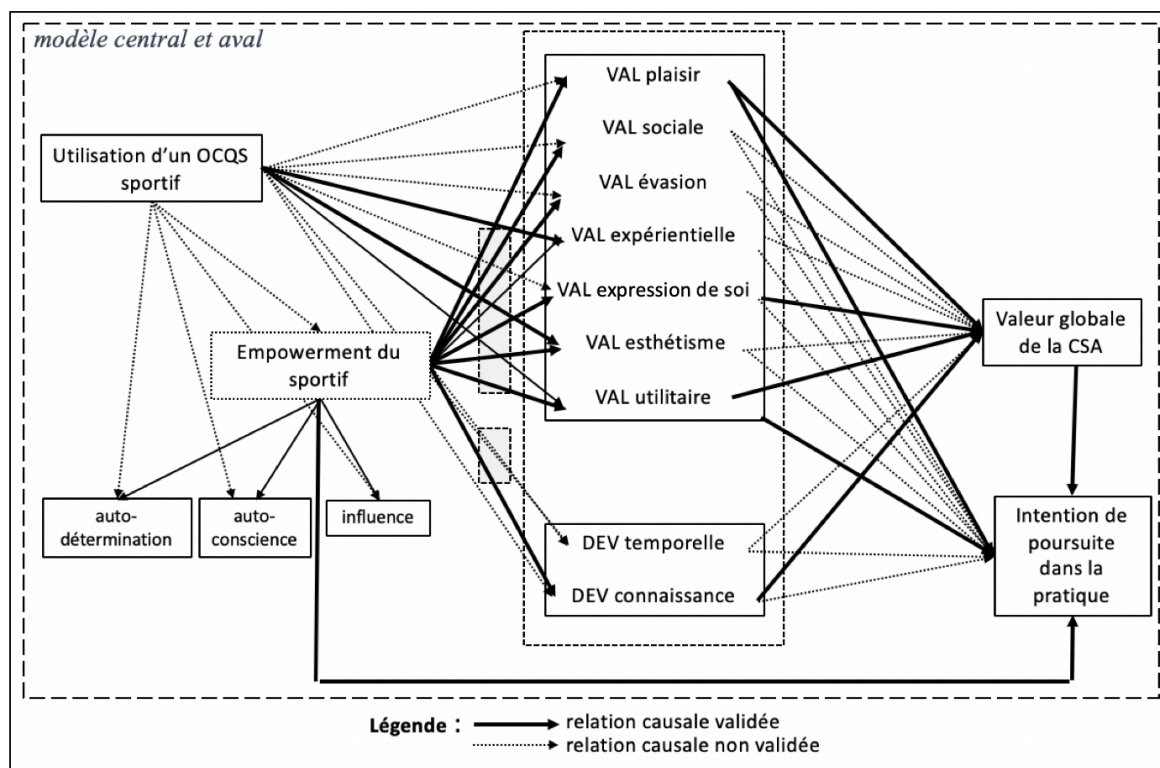 modèle central et aval
Utilisation d'un OCQS
sportif
Empowerment du
sportif
auto-
détermination
auto-
conscience
influence
VAL plaisir
VAL sociale
VAL évasion
VAL expérientielle
VAL expression de soi
VAL esthétisme
VAL utilitaire
DEV temporelle
DEV connaissance
Valeur globale
de la CSA
Intention de
poursuite
dans la
pratique
Légende :
relation causale validée
relation causale non validée